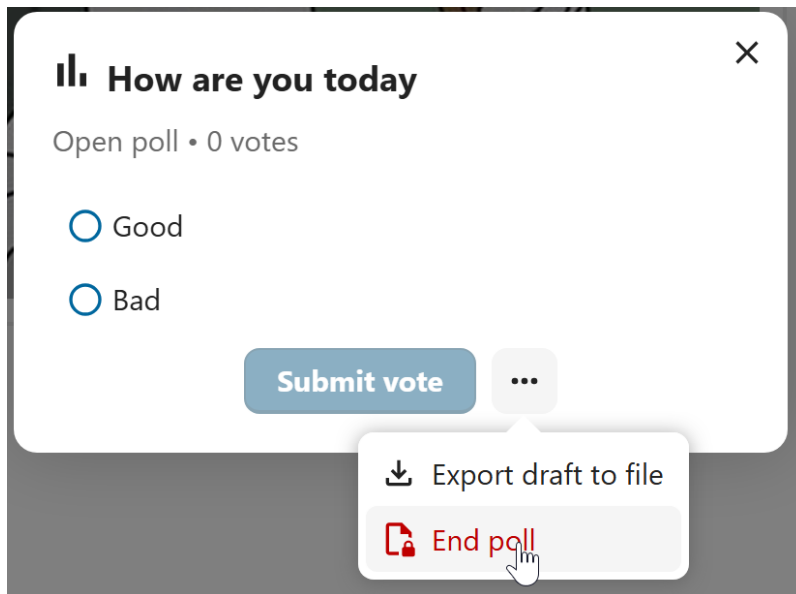 How are you today
Open poll • 0 votes
Good
Bad
Submit vote
Export draft to file
End poll